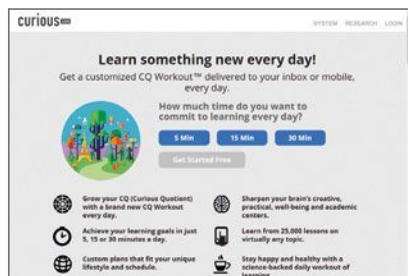 curious.com
SYSTEM RESEARCH LOGIN
Learn something new every day!
Get a customized CQ Workout™ delivered to your inbox or mobile,
every day.
How much time do you want to
commit to learning every day?
5 Min 15 Min 30 Min
Get Started Free
Grow your CQ (Curious Quotient)
with a brand new CQ Workout
every day.
Sharpen your brain's creative,
practical, well-being and academic
centers.
Achieve your learning goals in just
5, 15 or 30 minutes a day.
Learn from 25,000 lessons on
virtually any topic.
Custom plans that fit your unique
lifestyle and schedule.
Stay happy and healthy with a
science-backed daily workout of
learning.